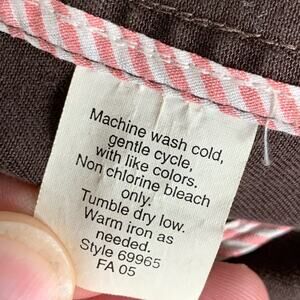 Machine wash cold,
gentle cycle,
with like colors.
Non chlorine bleach
only.
Tumble dry low.
Warm iron as
needed.
Style 69965
FA 05